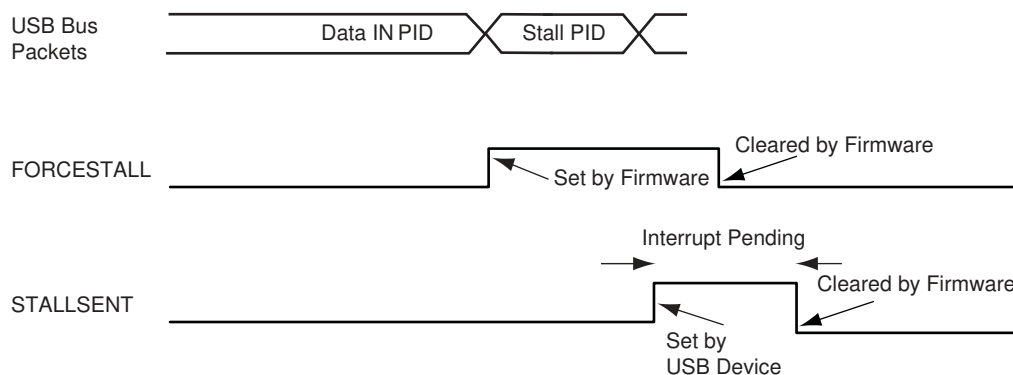 USB Bus
Packets
Data IN PID
Stall PID
FORCESTALL
Set by Firmware
Cleared by Firmware
Interrupt Pending
STALLSENT
Cleared by Firmware
Set by
USB Device